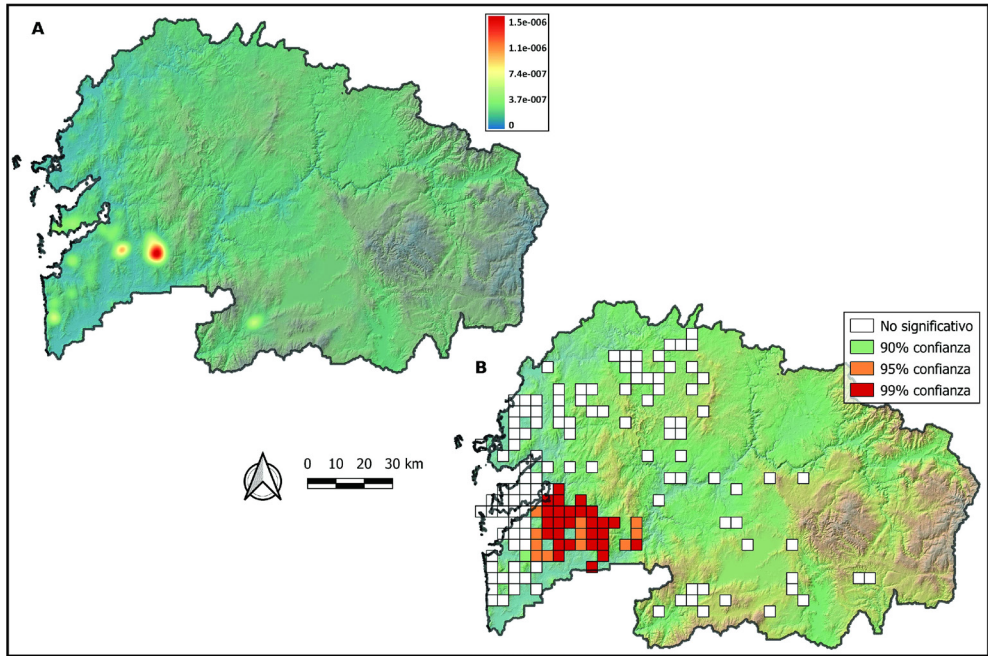 A
1.5e-006
1.1e-006
7.4e-007
3.7e-007
0
B
No significativo
90% confianza
95% confianza
99% confianza
0 10 20 30 km